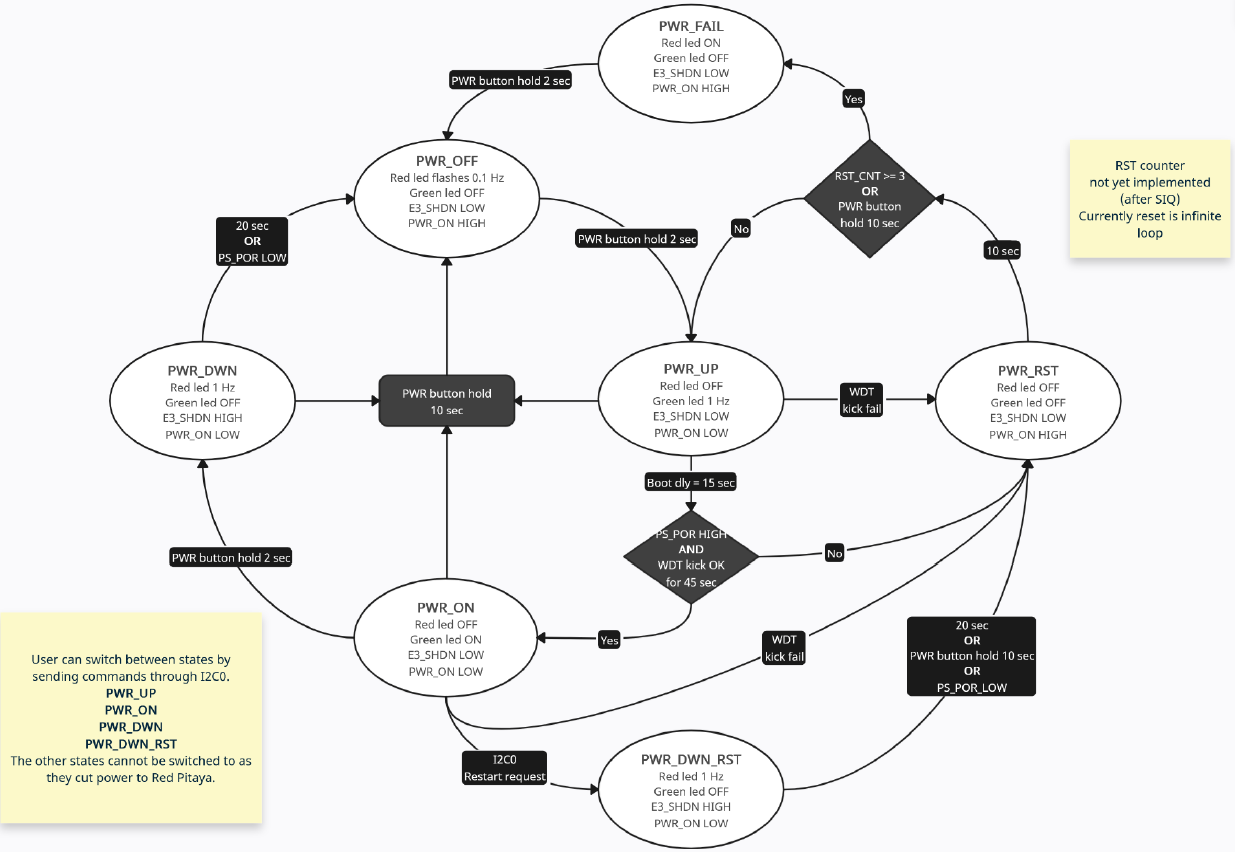 PWR_FAIL
Red led ON
Green led OFF
E3_SHDN LOW
PWR_ON HIGH
PWR button hold 2 sec
Yes
PWR_OFF
Red led flashes 0.1 Hz
Green led OFF
E3_SHDN LOW
PWR_ON HIGH
RST_CNT >= 3
OR
PWR button
hold 10 sec
RST counter
not yet implemented
(after SIQ)
Currently reset is infinite
loop
20 sec
OR
PS_POR LOW
PWR button hold 2 sec
No
10 sec
PWR_DWN
Red led 1 Hz
Green led OFF
E3_SHDN HIGH
PWR_ON LOW
PWR button hold
10 sec
PWR_UP
Red led OFF
Green led 1 Hz
E3_SHDN LOW
PWR_ON LOW
WDT
kick fail
PWR_RST
Red led OFF
Green led OFF
E3_SHDN LOW
PWR_ON HIGH
Boot dly = 15 sec
PS_POR HIGH
AND
WDT kick OK
for 45 sec
No
PWR button hold 2 sec
PWR_ON
Red led OFF
Green led ON
E3_SHDN LOW
PWR_ON LOW
Yes
WDT
kick fail
20 sec
OR
PWR button hold 10 sec
OR
PS_POR_LOW
User can switch between states by
sending commands through I2C0.
PWR_UP
PWR_ON
PWR_DWN
PWR_DWN_RST
The other states cannot be switched to as
they cut power to Red Pitaya.
I2C0
Restart request
PWR_DWN_RST
Red led 1 Hz
Green led OFF
E3_SHDN HIGH
PWR_ON LOW